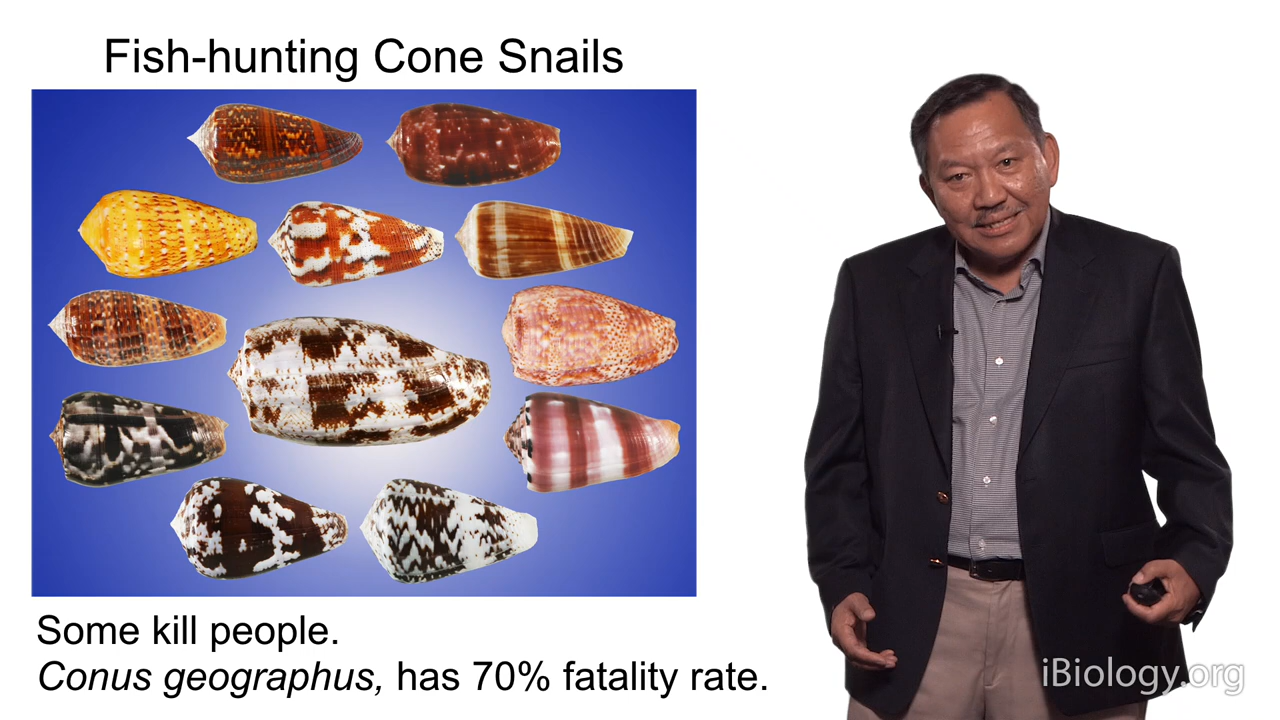 Fish-hunting Cone Snails
Some kill people.
Conus geographus, has 70% fatality rate.
iBiology.org